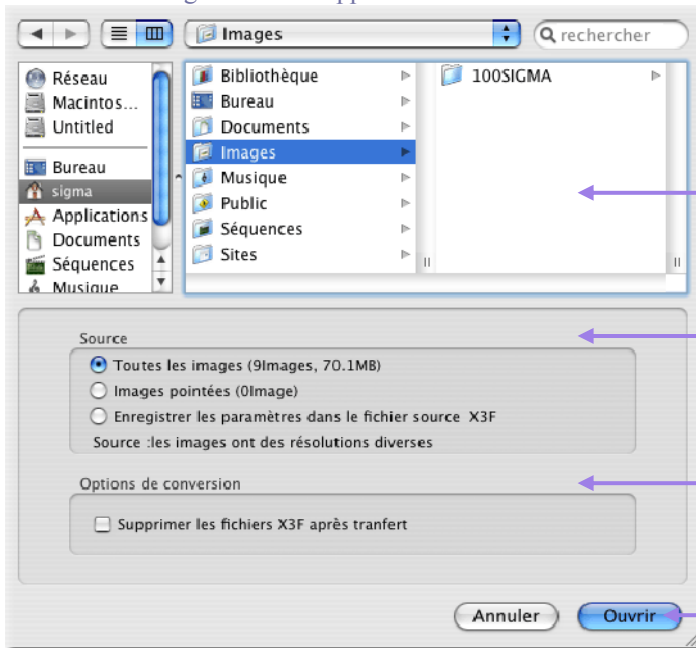 Images
rechercher
Réseau
Macintos...
Untitled
Bureau
sigma
Applications
Documents
Séquences
Musique
Bibliothèque
Bureau
Documents
Images
Musique
Public
Séquences
Sites
100SIGMA
Source
Toutes les images (9Images, 70.1MB)
Images pointées (0Image)
Enregistrer les paramètres dans le fichier source X3F
Source :les images ont des résolutions diverses
Options de conversion
Supprimer les fichiers X3F après tranfert
Annuler
Ouvrir